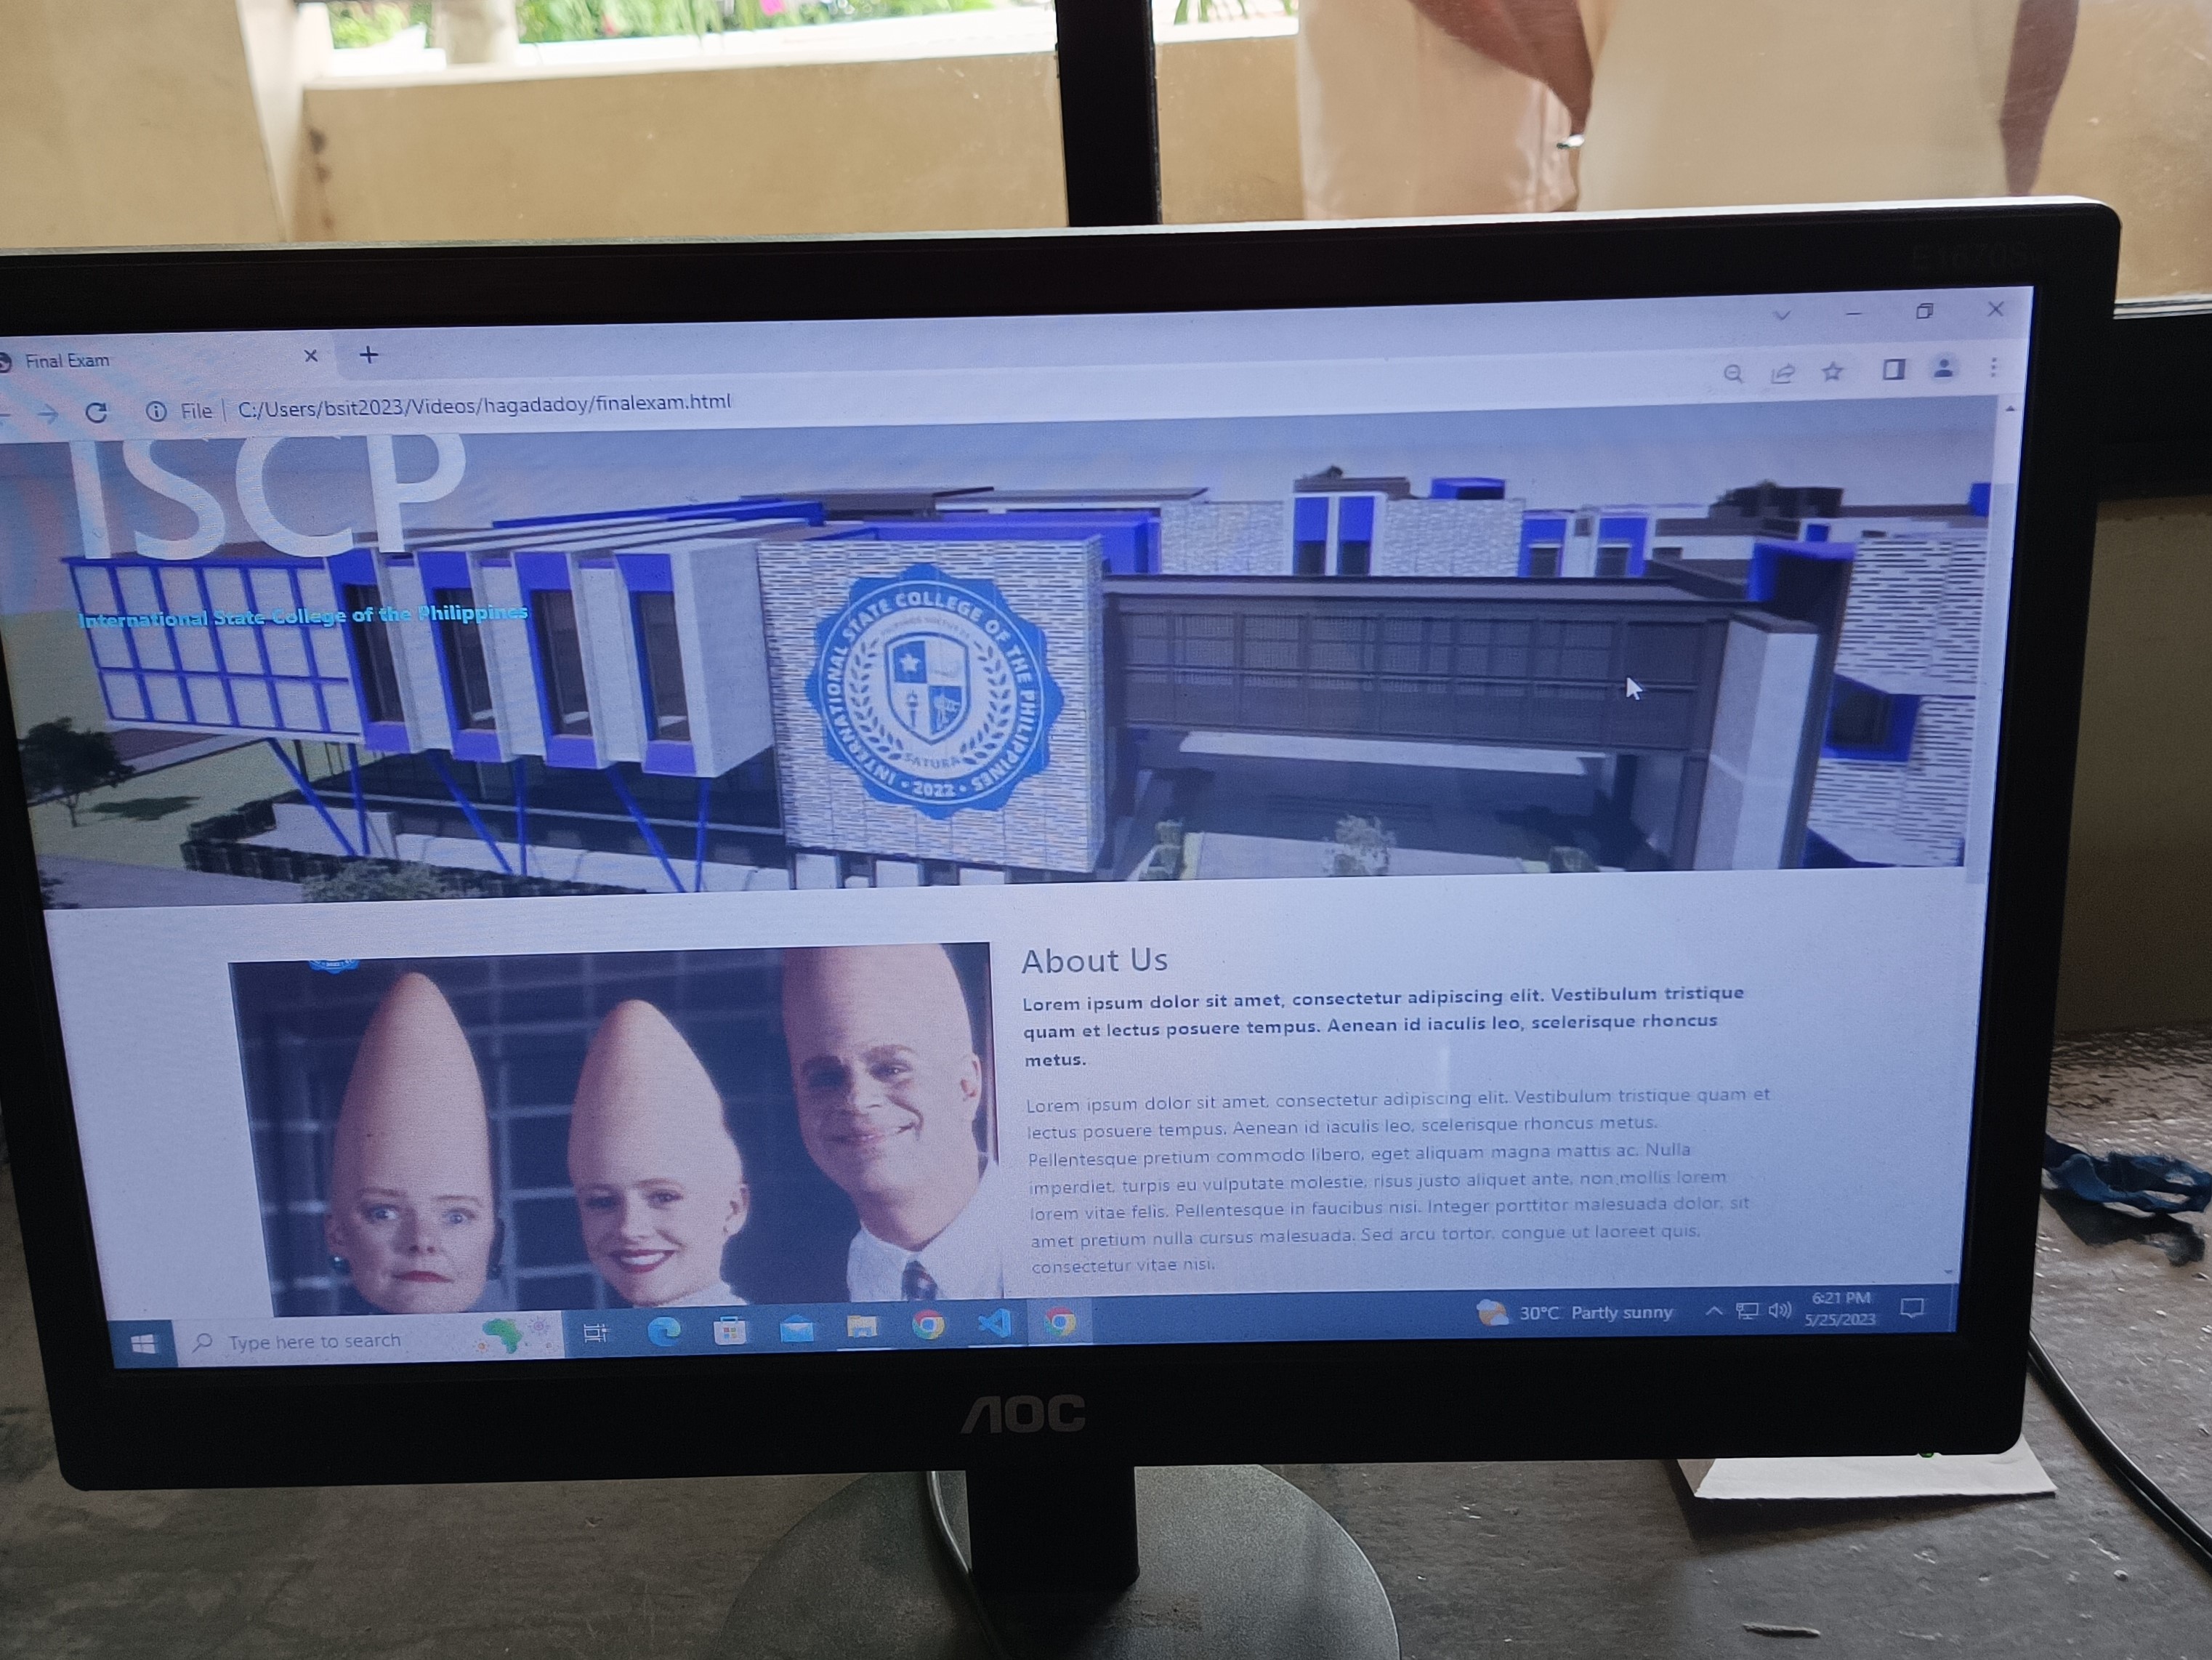 Final Exam
File
C:/Users/bsit2023/Videos/hagadadoy/finalexam.html
ISCP
International State College of the Philippines
INTERNATIONAL STATE COLLEGE OF THE PHILIPPINES
SATURA
2022
About Us
Lorem ipsum dolor sit amet, consectetur adipiscing elit. Vestibulum tristique
quam et lectus posuere tempus. Aenean id iaculis leo, scelerisque rhoncus
metus.
Lorem ipsum dolor sit amet, consectetur adipiscing elit. Vestibulum tristique quam et
lectus posuere tempus. Aenean id iaculis leo, scelerisque rhoncus metus.
Pellentesque pretium commodo libero, eget aliquam magna mattis ac. Nulla
imperdiet, turpis eu vulputate molestie, risus justo aliquet ante, non mollis lorem
lorem vitae felis. Pellentesque in faucibus nisi. Integer porttitor malesuada dolor, sit
amet pretium nulla cursus malesuada. Sed arcu tortor, congue ut laoreet quis,
consectetur vitae nisi.
Type here to search
30°C Partly sunny
6:21 PM
5/25/2023
AOC